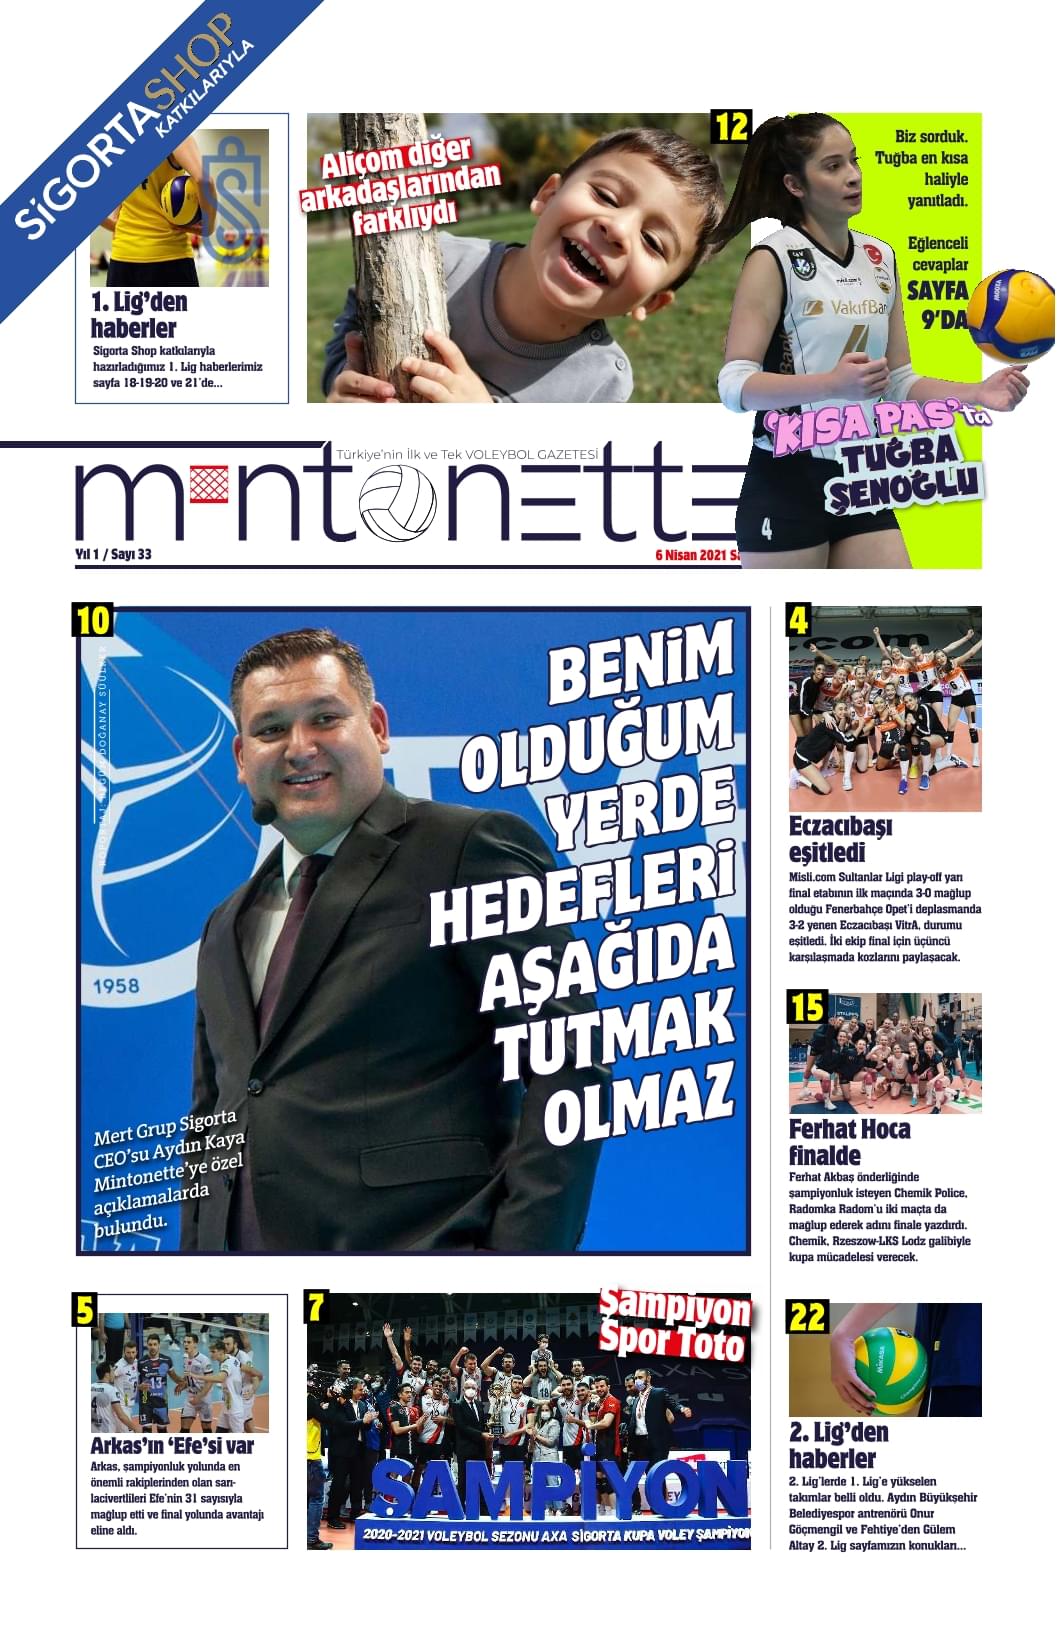 SiGORTASHOP
KATKILARIYLA
1. Lig’den
haberler
Sigorta Shop katkılarıyla
hazırladığımız 1. Lig haberlerimiz
sayfa 18-19-20 ve 21’de...
Aliçom diğer
arkadaşlarından
farklıydı
12
Biz sorduk.
Tuğba en kısa
haliyle
yanıtladı.
Eğlenceli
cevaplar
SAYFA
9’DA
VakıfBan
4
‘KISA PAS’ta
TUĞBA
ŞENOĞLU
Türkiye’nin İlk ve Tek VOLEYBOL GAZETESİ
mintonette
Yıl 1 / Sayı 33
6 Nisan 2021
10
BENİM
OLDUĞUM
YERDE
HEDEFLERİ
AŞAĞIDA
TUTMAK
OLMAZ
1958
Mert Grup Sigorta
CEO’su Aydın Kaya
Mintonette’ye özel
açıklamalarda
bulundu.
4
Eczacıbaşı
eşitledi
Misli.com Sultanlar Ligi play-off yarı
final etabının ilk maçında 3-0 mağlup
olduğu Fenerbahçe Opet’i deplasmanda
3-2 yenen Eczacıbaşı VitrA, durumu
eşitledi. İki ekip final için üçüncü
karşılaşmada kozlarını paylaşacak.
15
Ferhat Hoca
finalde
Ferhat Akbaş önderliğinde
şampiyonluk isteyen Chemik Police,
Radomka Radom’u iki maçta da
mağlup ederek adını finale yazdırdı.
Chemik, Rzeszow-LKS Lodz galibiyle
kupa mücadelesi verecek.
5
Arkas’ın ‘Efe’si var
Arkas, şampiyonluk yolunda en
önemli rakiplerinden olan sarı-
lacivertlileri Efe’nin 31 sayısıyla
mağlup etti ve final yolunda avantajı
eline aldı.
7
Şampiyon
Spor Toto
ŞAMPİYON
2020-2021 VOLEYBOL SEZONU AXA SİGORTA KUPA VOLEY ŞAMPİYON
22
MIKASA
2. Lig’den
haberler
2. Lig’lerde 1. Lig’e yükselen
takımlar belli oldu. Aydın Büyükşehir
Belediyespor antrenörü Onur
Göçmengil ve Fehtiye’den Gülem
Altay 2. Lig sayfamızın konukları...